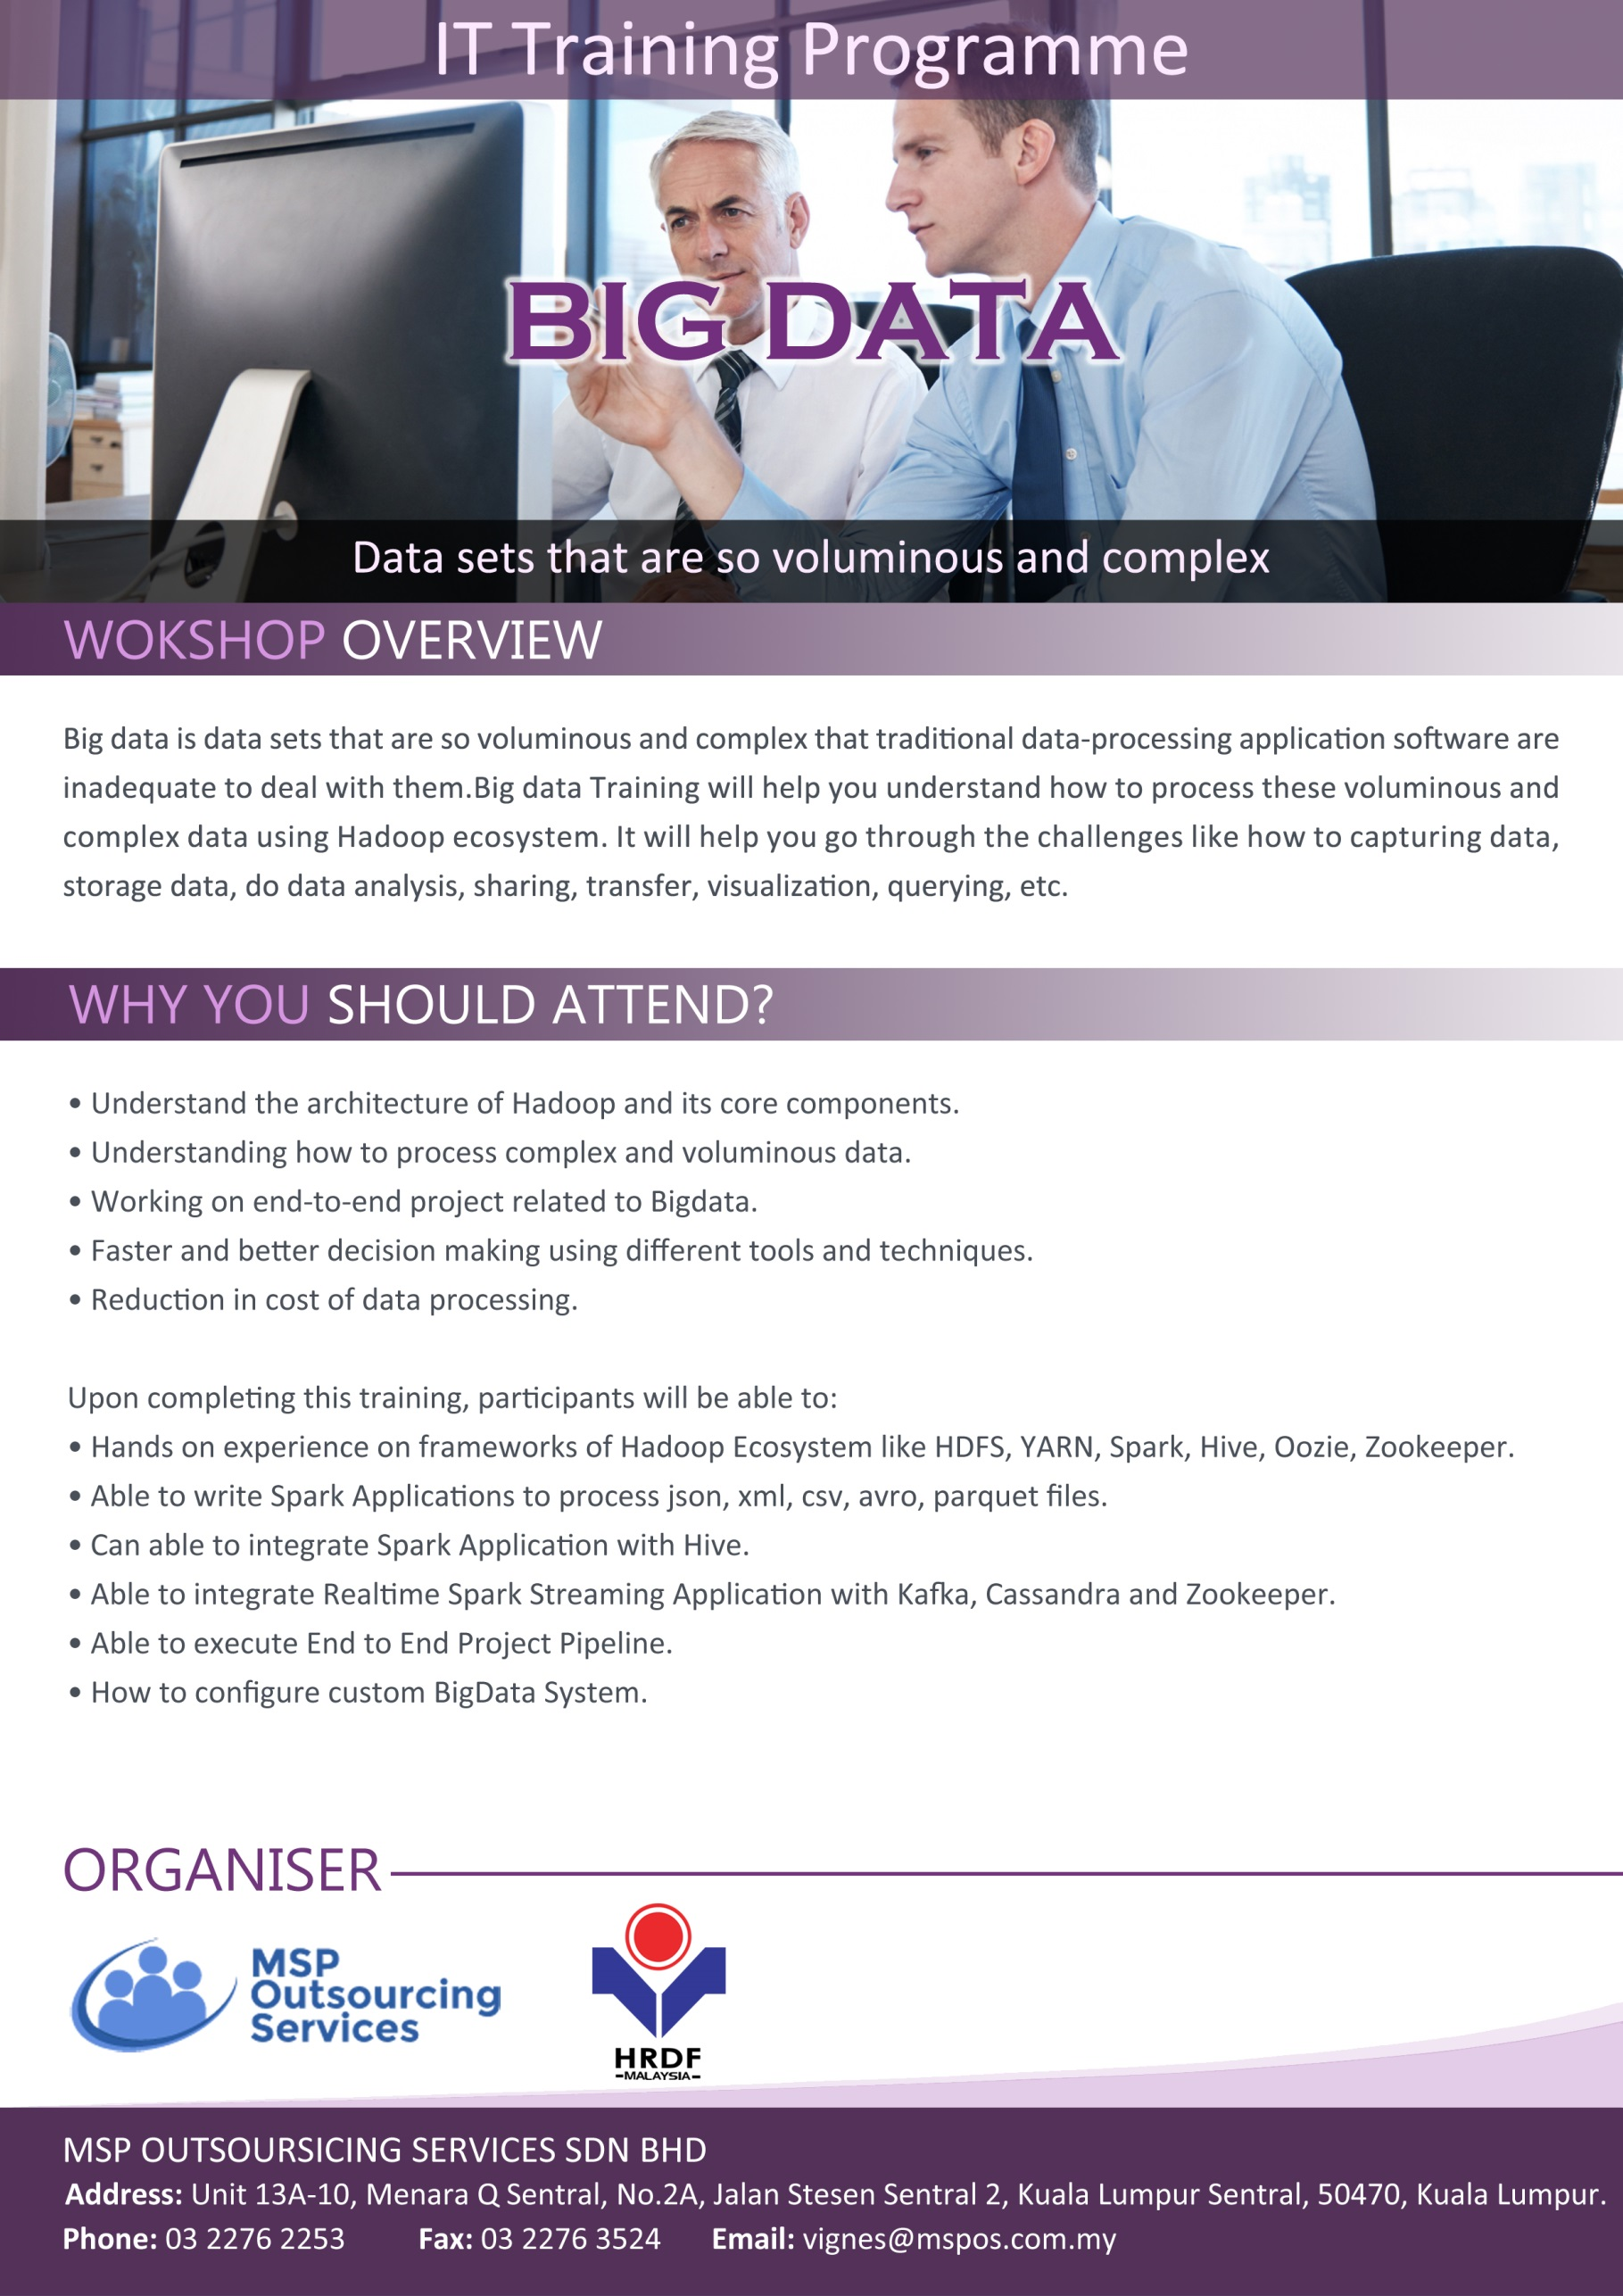 IT Training Programme
BIG DATA
Data sets that are so voluminous and complex
WOKSHOP OVERVIEW
Big data is data sets that are so voluminous and complex that traditional data-processing application software are
inadequate to deal with them.Big data Training will help you understand how to process these voluminous and
complex data using Hadoop ecosystem. It will help you go through the challenges like how to capturing data,
storage data, do data analysis, sharing, transfer, visualization, querying, etc.
WHY YOU SHOULD ATTEND?
• Understand the architecture of Hadoop and its core components.
• Understanding how to process complex and voluminous data.
• Working on end-to-end project related to Bigdata.
• Faster and better decision making using different tools and techniques.
• Reduction in cost of data processing.
Upon completing this training, participants will be able to:
• Hands on experience on frameworks of Hadoop Ecosystem like HDFS, YARN, Spark, Hive, Oozie, Zookeeper.
• Able to write Spark Applications to process json, xml, csv, avro, parquet files.
• Can able to integrate Spark Application with Hive.
• Able to integrate Realtime Spark Streaming Application with Kafka, Cassandra and Zookeeper.
• Able to execute End to End Project Pipeline.
• How to configure custom BigData System.
ORGANISER
MSP
Outsourcing
Services
HRDF
-MALAYSIA-
MSP OUTSOURSICING SERVICES SDN BHD
Address: Unit 13A-10, Menara Q Sentral, No.2A, Jalan Stesen Sentral 2, Kuala Lumpur Sentral, 50470, Kuala Lumpur.
Phone: 03 2276 2253 Fax: 03 2276 3524 Email: vignes@mspos.com.my